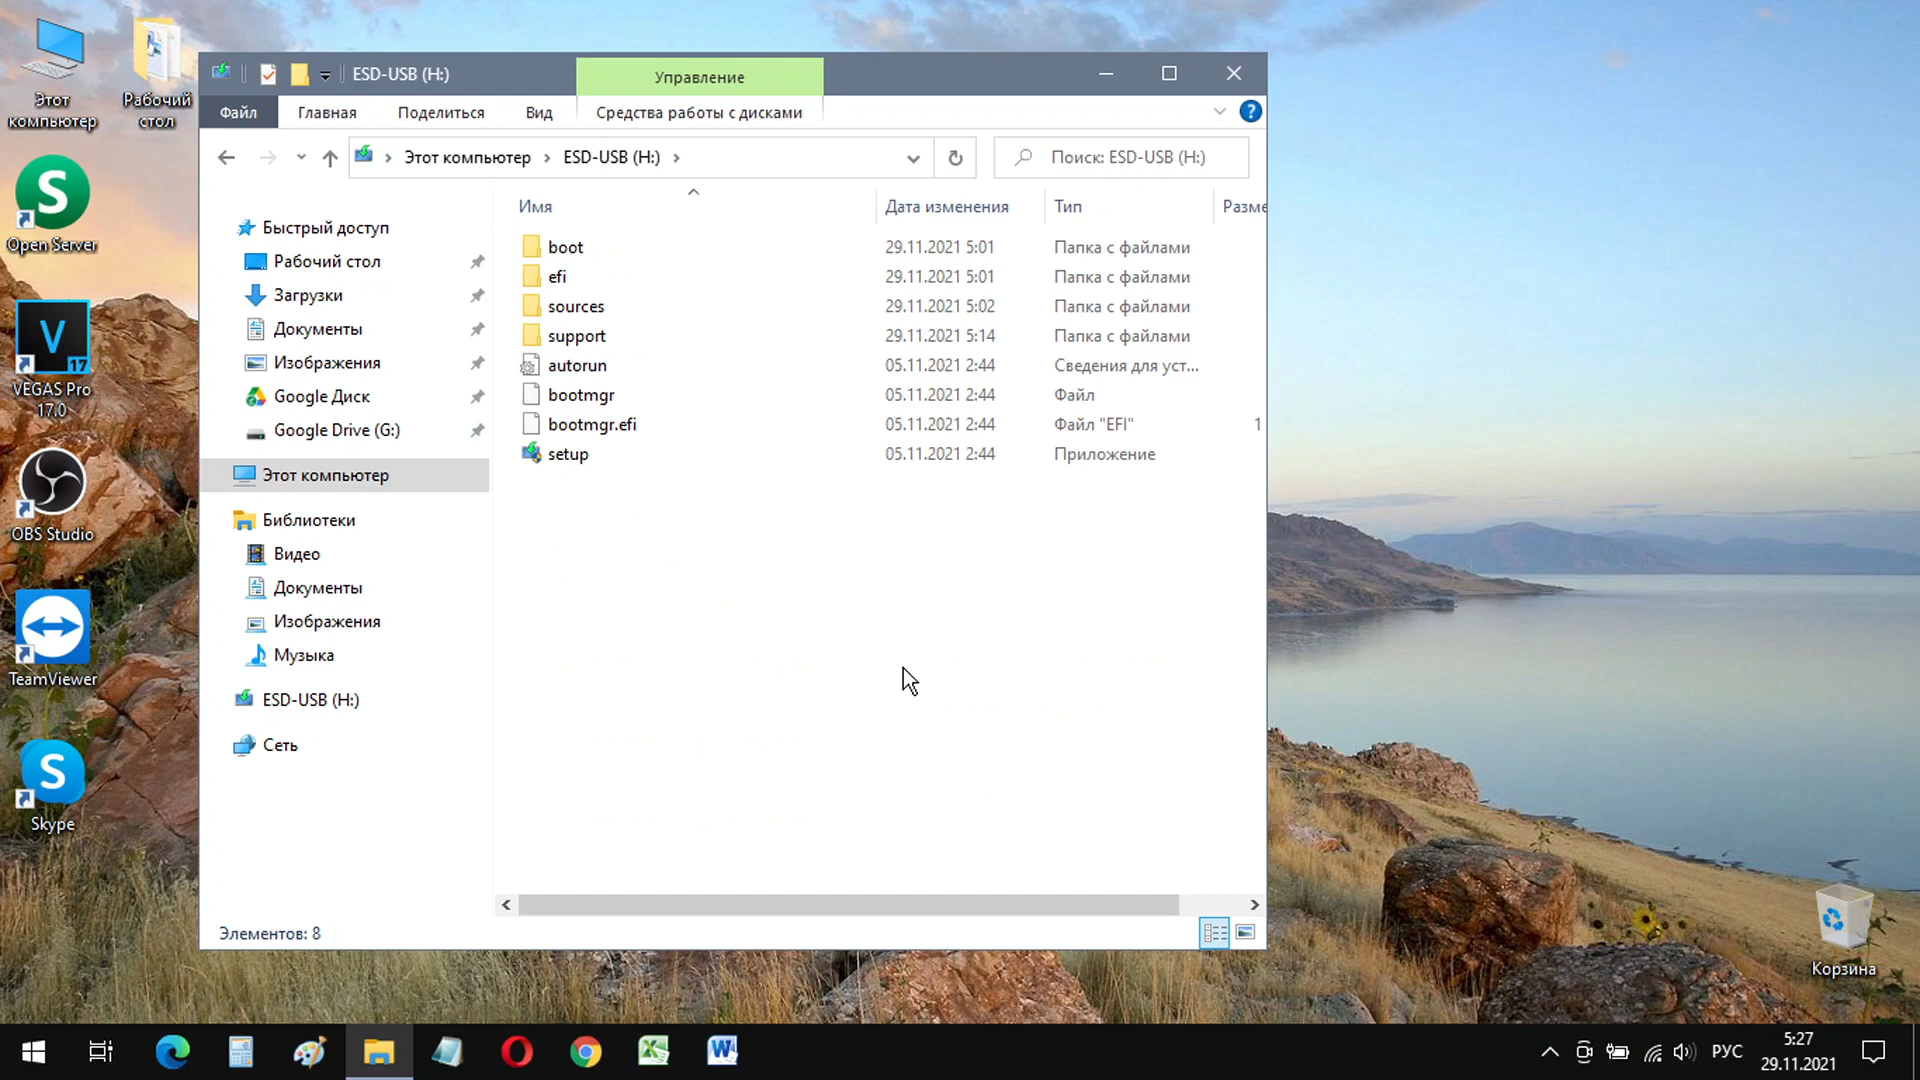 Этот
компьютер
Рабочий
стол
Open Server
VEGAS Pro
17.0
17
OBS Studio
TeamViewer
Skype
Корзина
ESD-USB (H:)
Управление
Файл
Главная
Поделиться
Вид
Средства работы с дисками
Этот компьютер
ESD-USB (H:)
Поиск: ESD-USB (H:)
Быстрый доступ
Рабочий стол
Загрузки
Документы
Изображения
Google Диск
Google Drive (G:)
Этот компьютер
Библиотеки
Видео
Документы
Изображения
Музыка
ESD-USB (H:)
Сеть
Имя Дата изменения Тип Разме
boot 29.11.2021 5:01 Папка с файлами
efi 29.11.2021 5:01 Папка с файлами
sources 29.11.2021 5:02 Папка с файлами
support 29.11.2021 5:14 Папка с файлами
autorun 05.11.2021 2:44 Сведения для уст...
bootmgr 05.11.2021 2:44 Файл
bootmgr.efi 05.11.2021 2:44 Файл "EFI" 1
setup 05.11.2021 2:44 Приложение
Элементов: 8
РУС
5:27
29.11.2021